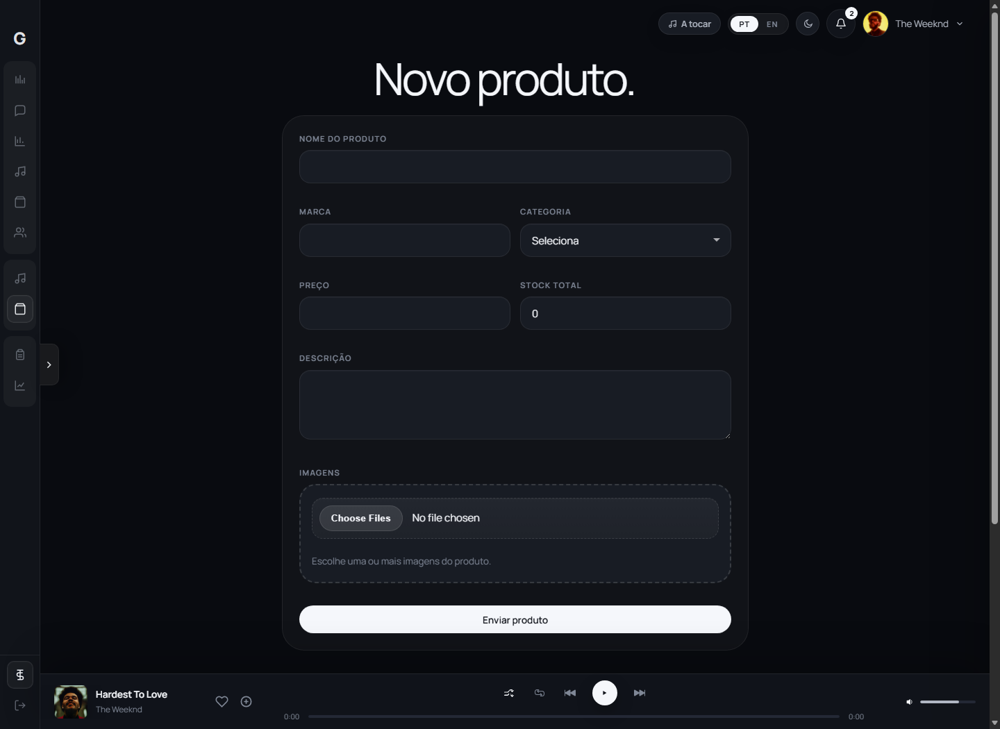 G
A tocar
PT EN
2
The Weeknd
Novo produto.
NOME DO PRODUTO
MARCA
CATEGORIA
Seleciona
PREÇO
STOCK TOTAL
0
DESCRIÇÃO
IMAGENS
Choose Files No file chosen
Escolhe uma ou mais imagens do produto.
Enviar produto
Hardest To Love
The Weeknd
0:00
0:00